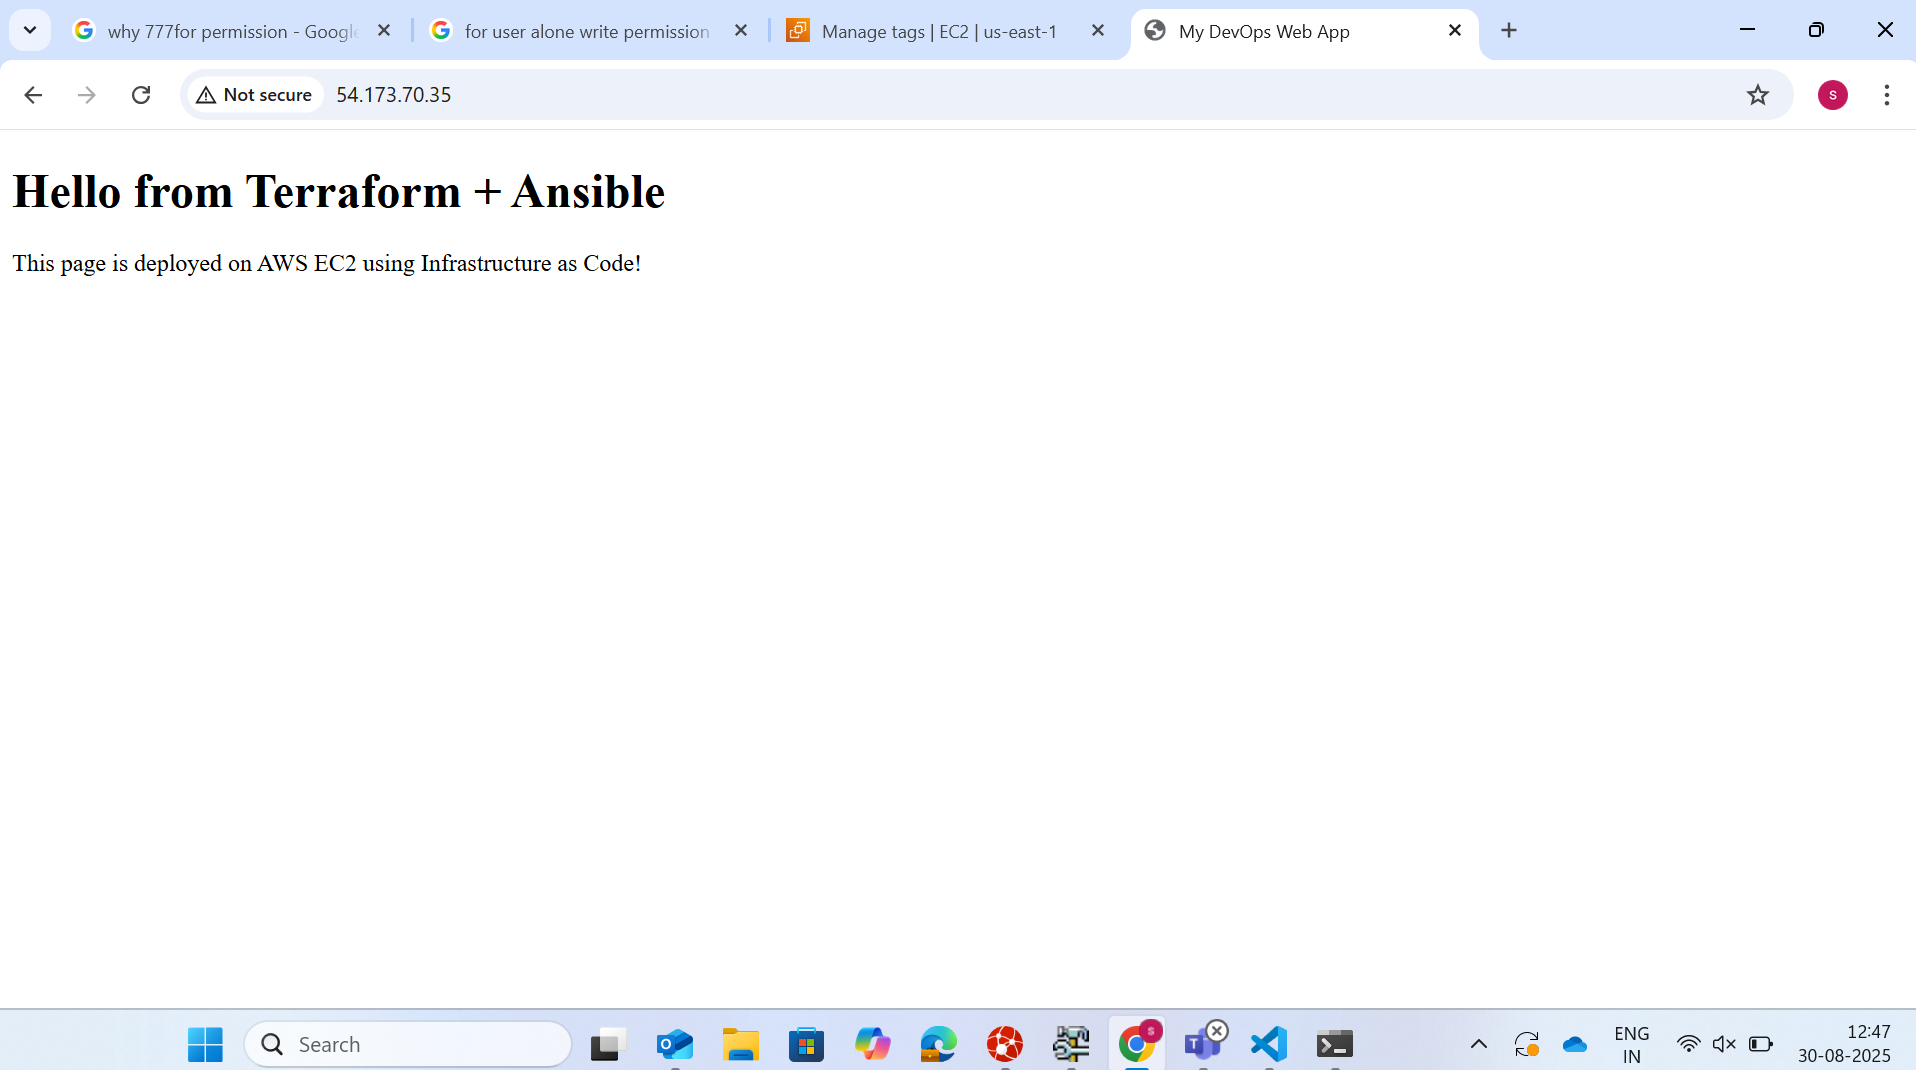 why 777for permission - Google
for user alone write permission
Manage tags | EC2 | us-east-1
My DevOps Web App
Not secure
54.173.70.35
S
Hello from Terraform + Ansible
This page is deployed on AWS EC2 using Infrastructure as Code!
Search
S
ENG
IN
12:47
30-08-2025